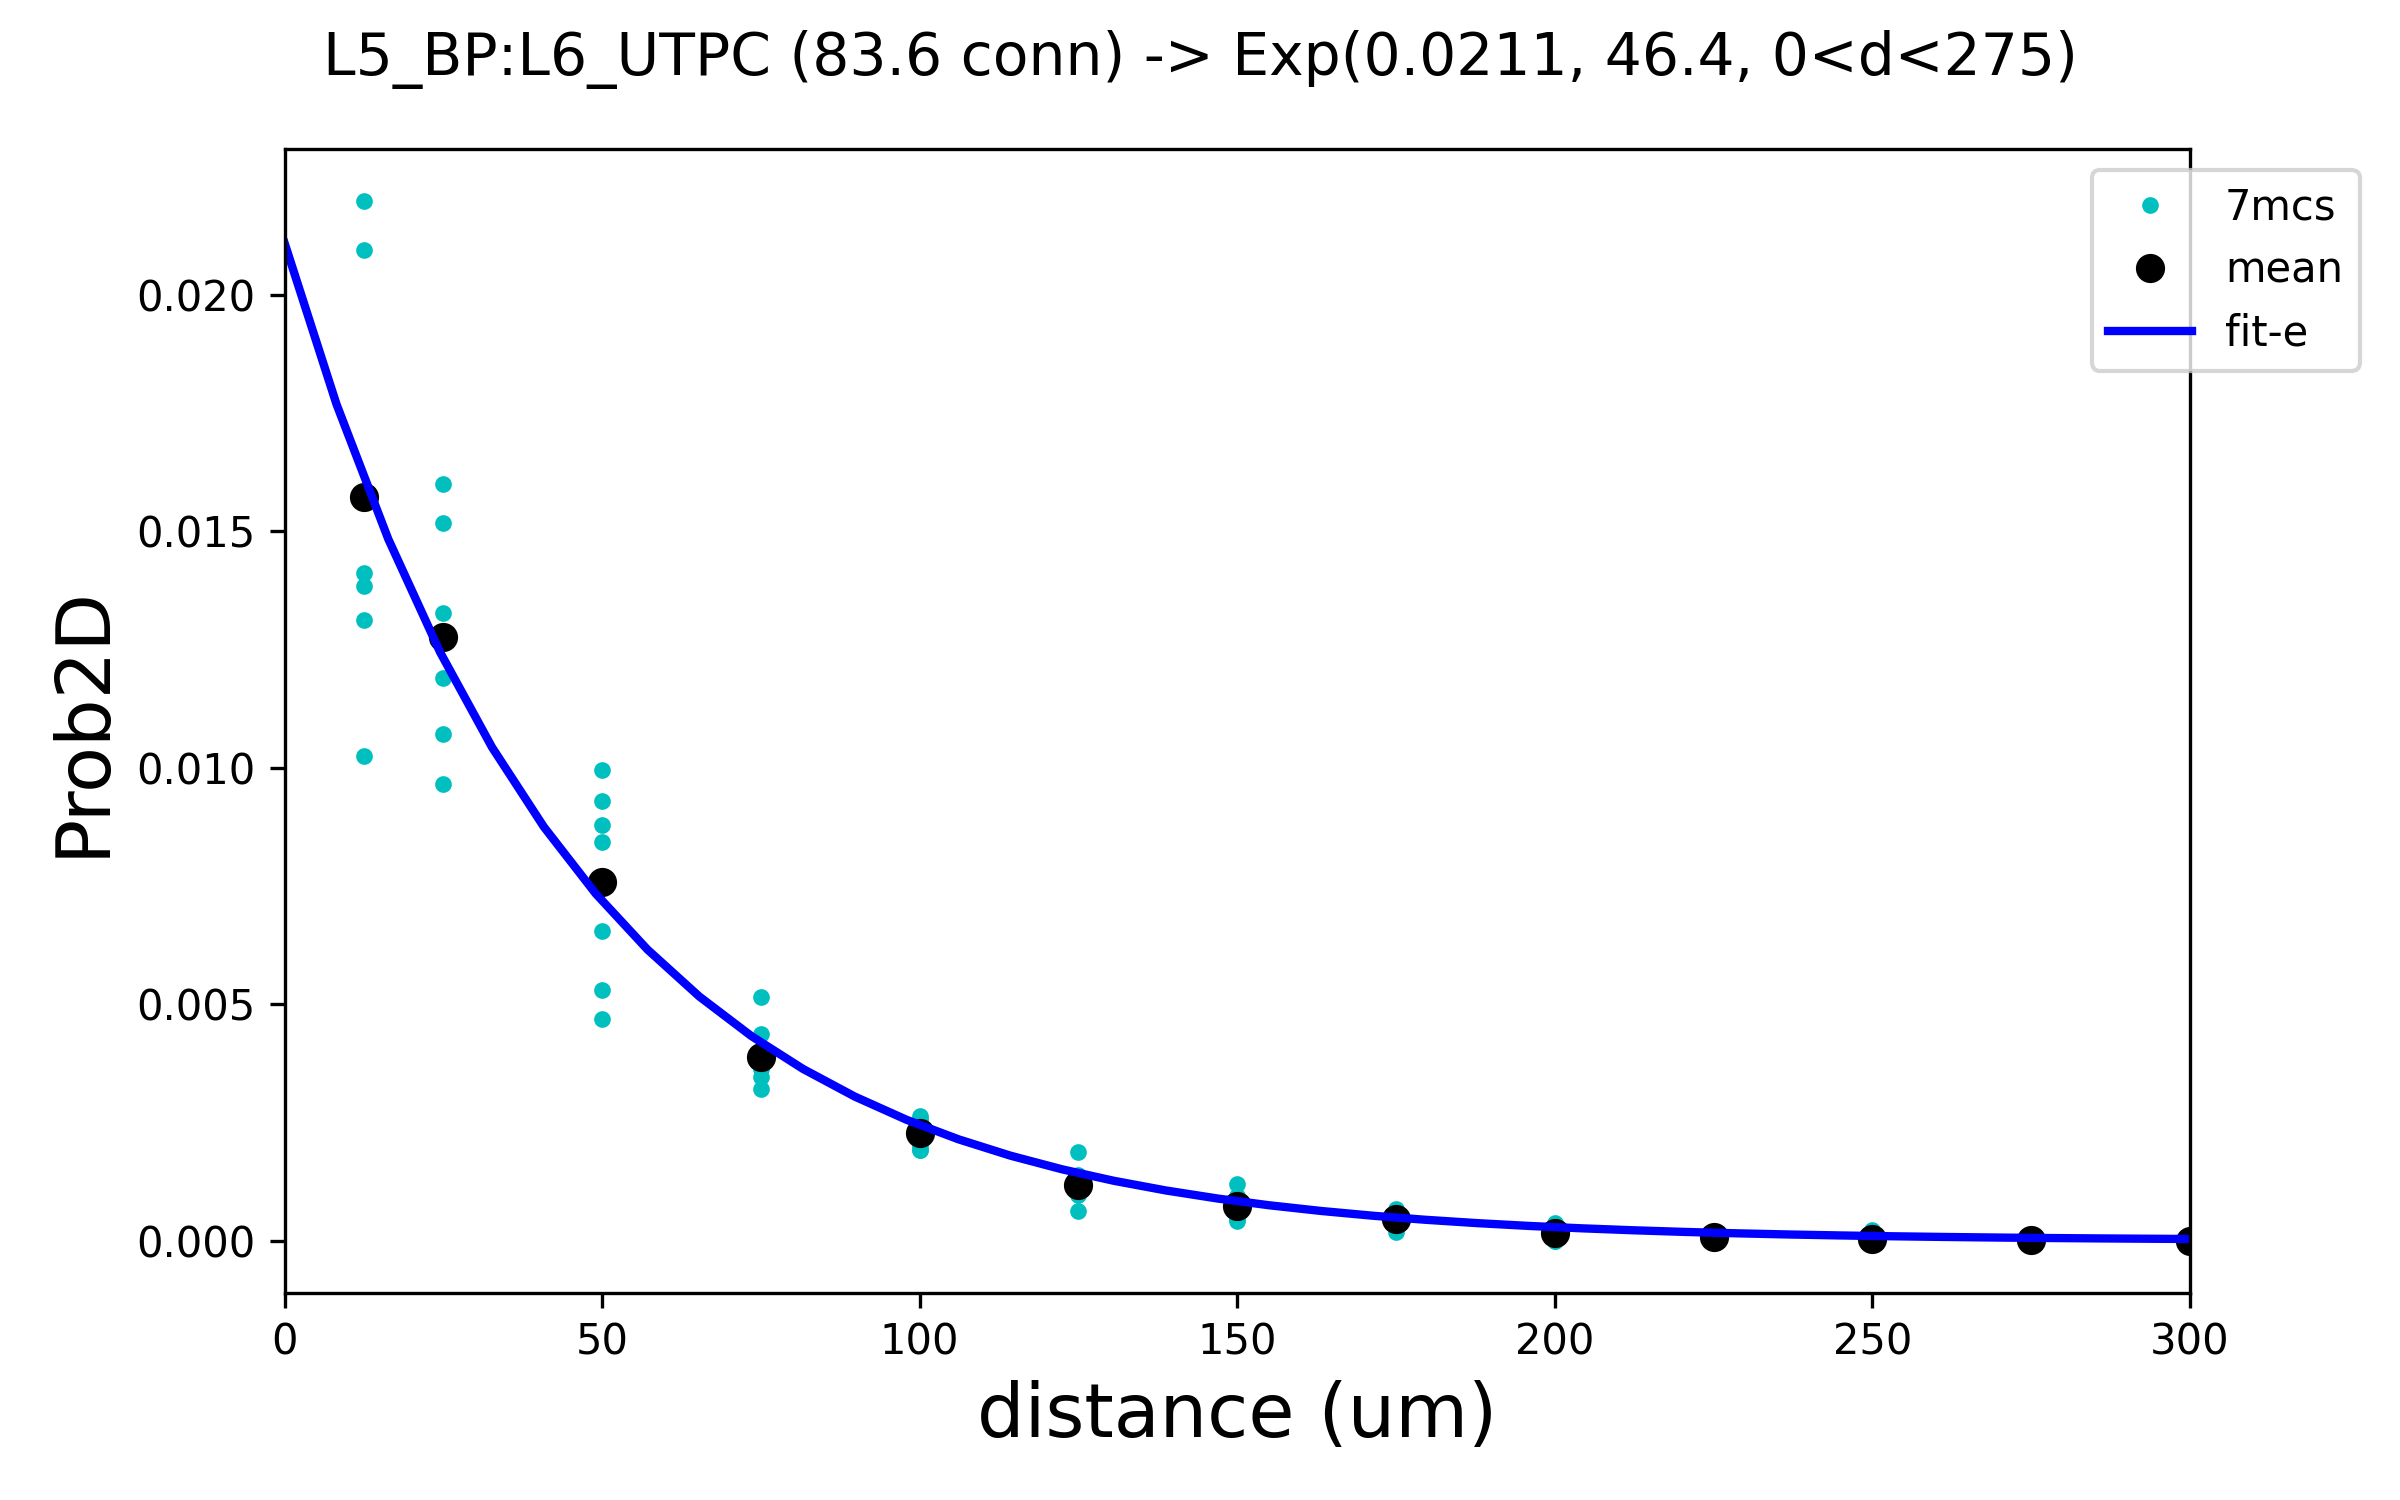 L5_BP:L6_UTPC (83.6 conn) -> Exp(0.0211, 46.4, 0<d<275)
7mcs
mean
fit-e
Prob2D
0.020
0.015
0.010
0.005
0.000
0 50 100 150 200 250 300
distance (um)